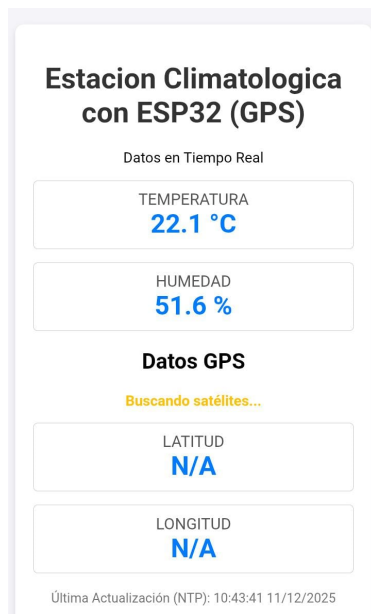 Estacion Climatologica
con ESP32 (GPS)
Datos en Tiempo Real
TEMPERATURA
22.1 °C
HUMEDAD
51.6 %
Datos GPS
Buscando satélites...
LATITUD
N/A
LONGITUD
N/A
Última Actualización (NTP): 10:43:41 11/12/2025